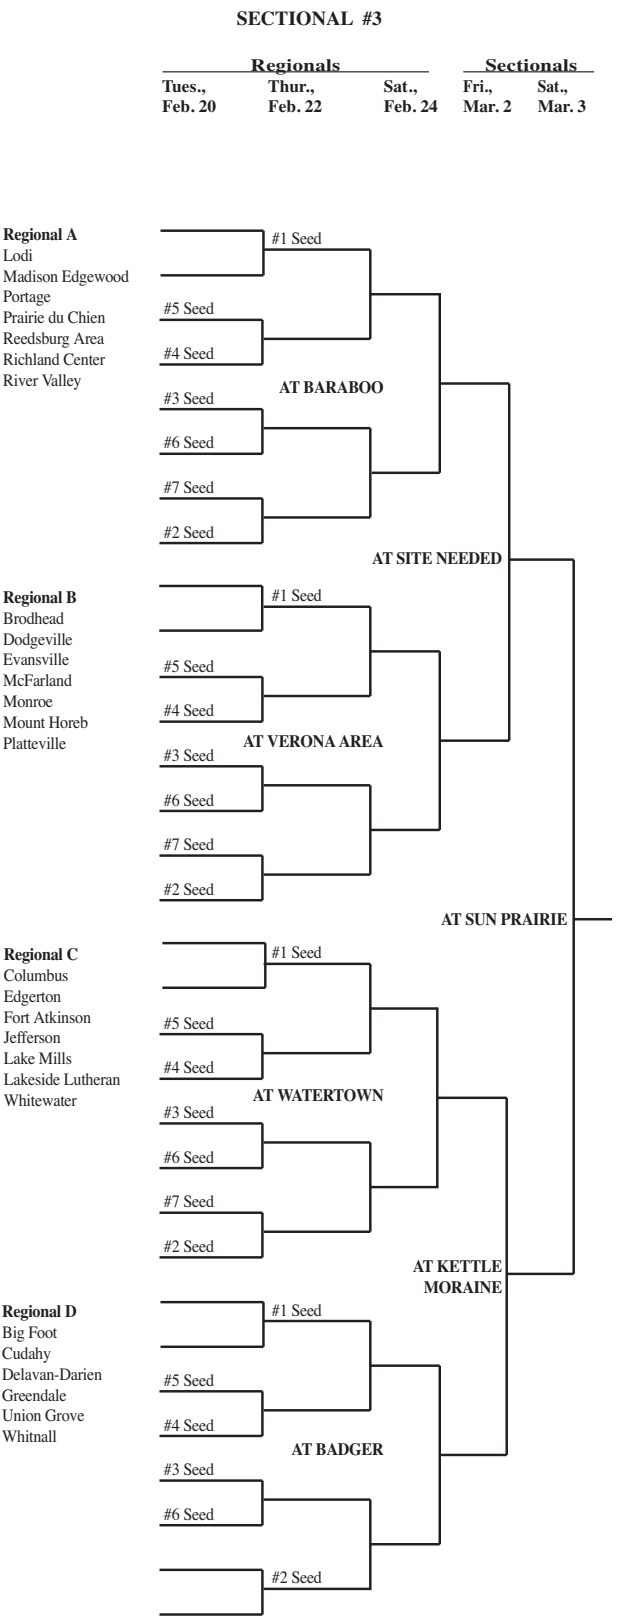 SECTIONAL #3
Regionals Sectionals
Tues., Thur., Sat., Fri., Sat.,
Feb. 20 Feb. 22 Feb. 24 Mar. 2 Mar. 3
Regional A
Lodi
Madison Edgewood
Portage
Prairie du Chien
Reedsburg Area
Richland Center
River Valley
#1 Seed
#5 Seed
#4 Seed
AT BARABOO
#3 Seed
#6 Seed
#7 Seed
#2 Seed
AT SITE NEEDED
Regional B
Brodhead
Dodgeville
Evansville
McFarland
Monroe
Mount Horeb
Platteville
#1 Seed
#5 Seed
#4 Seed
AT VERONA AREA
#3 Seed
#6 Seed
#7 Seed
#2 Seed
AT SUN PRAIRIE
Regional C
Columbus
Edgerton
Fort Atkinson
Jefferson
Lake Mills
Lakeside Lutheran
Whitewater
#1 Seed
#5 Seed
#4 Seed
AT WATERTOWN
#3 Seed
#6 Seed
#7 Seed
#2 Seed
AT KETTLE
MORAINE
Regional D
Big Foot
Cudahy
Delavan-Darien
Greendale
Union Grove
Whitnall
#1 Seed
#5 Seed
#4 Seed
AT BADGER
#3 Seed
#6 Seed
#2 Seed